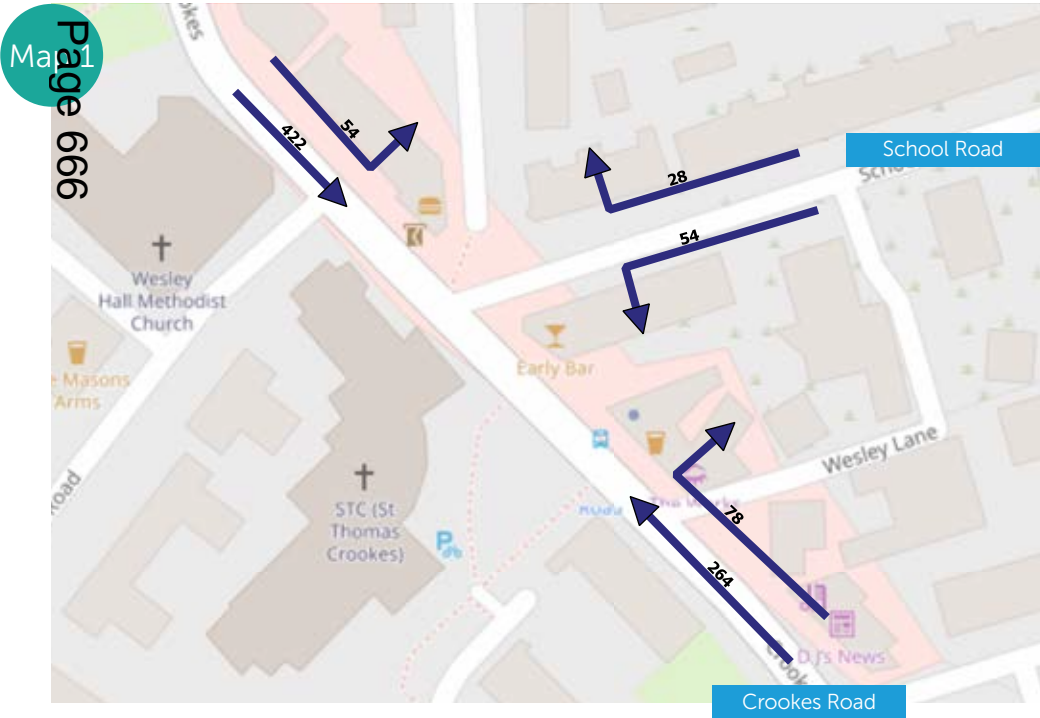 Map 1
Page 666
okes
422
54
28
54
School Road
Wesley
Hall Methodist
Church
Masons
Arms
Early Bar
Wesley Lane
STC (St
Thomas
Crookes)
P
78
264
D J's News
Crookes Road